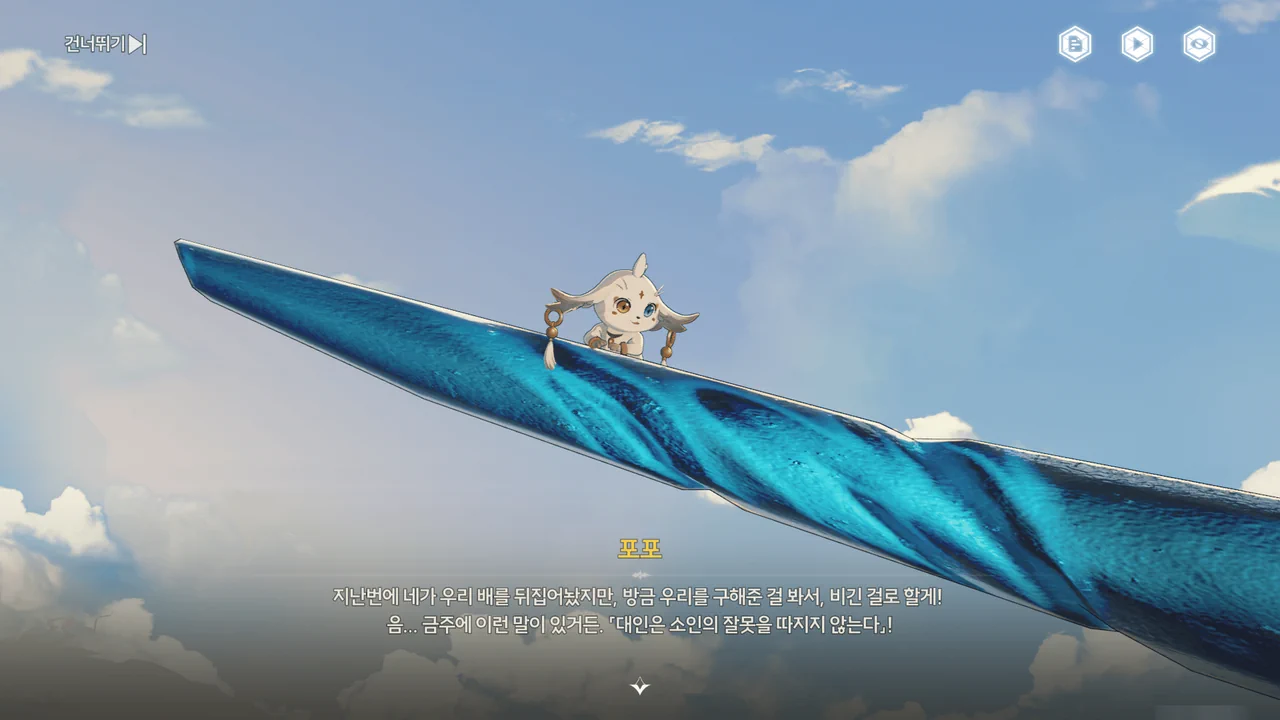 건너뛰기
포포
지난번에 네가 우리 배를 뒤집어놨지만, 방금 우리를 구해준 걸 봐서, 비긴 걸로 할게!
음... 금주에 이런 말이 있거든. 「대인은 소인의 잘못을 따지지 않는다」!